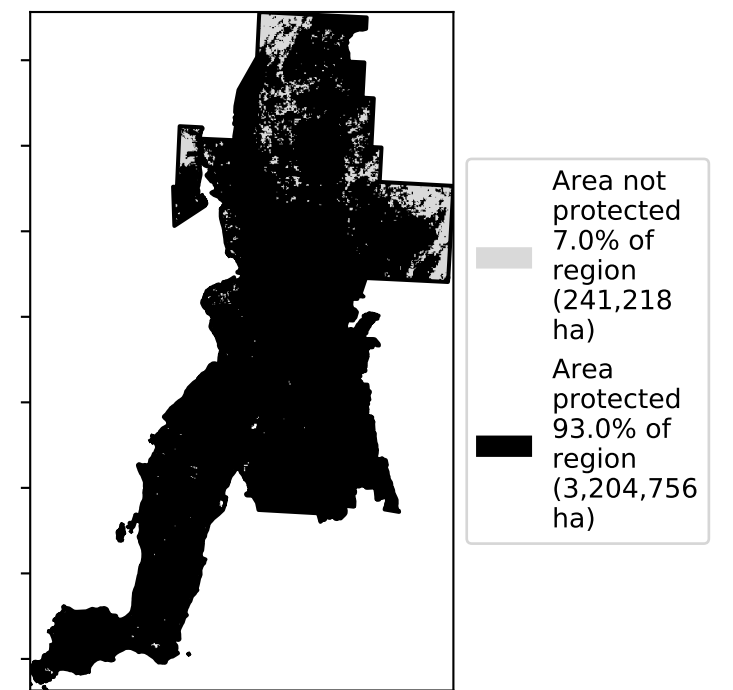 Area not
protected
7.0% of
region
(241,218
ha)
Area
protected
93.0% of
region
(3,204,756
ha)